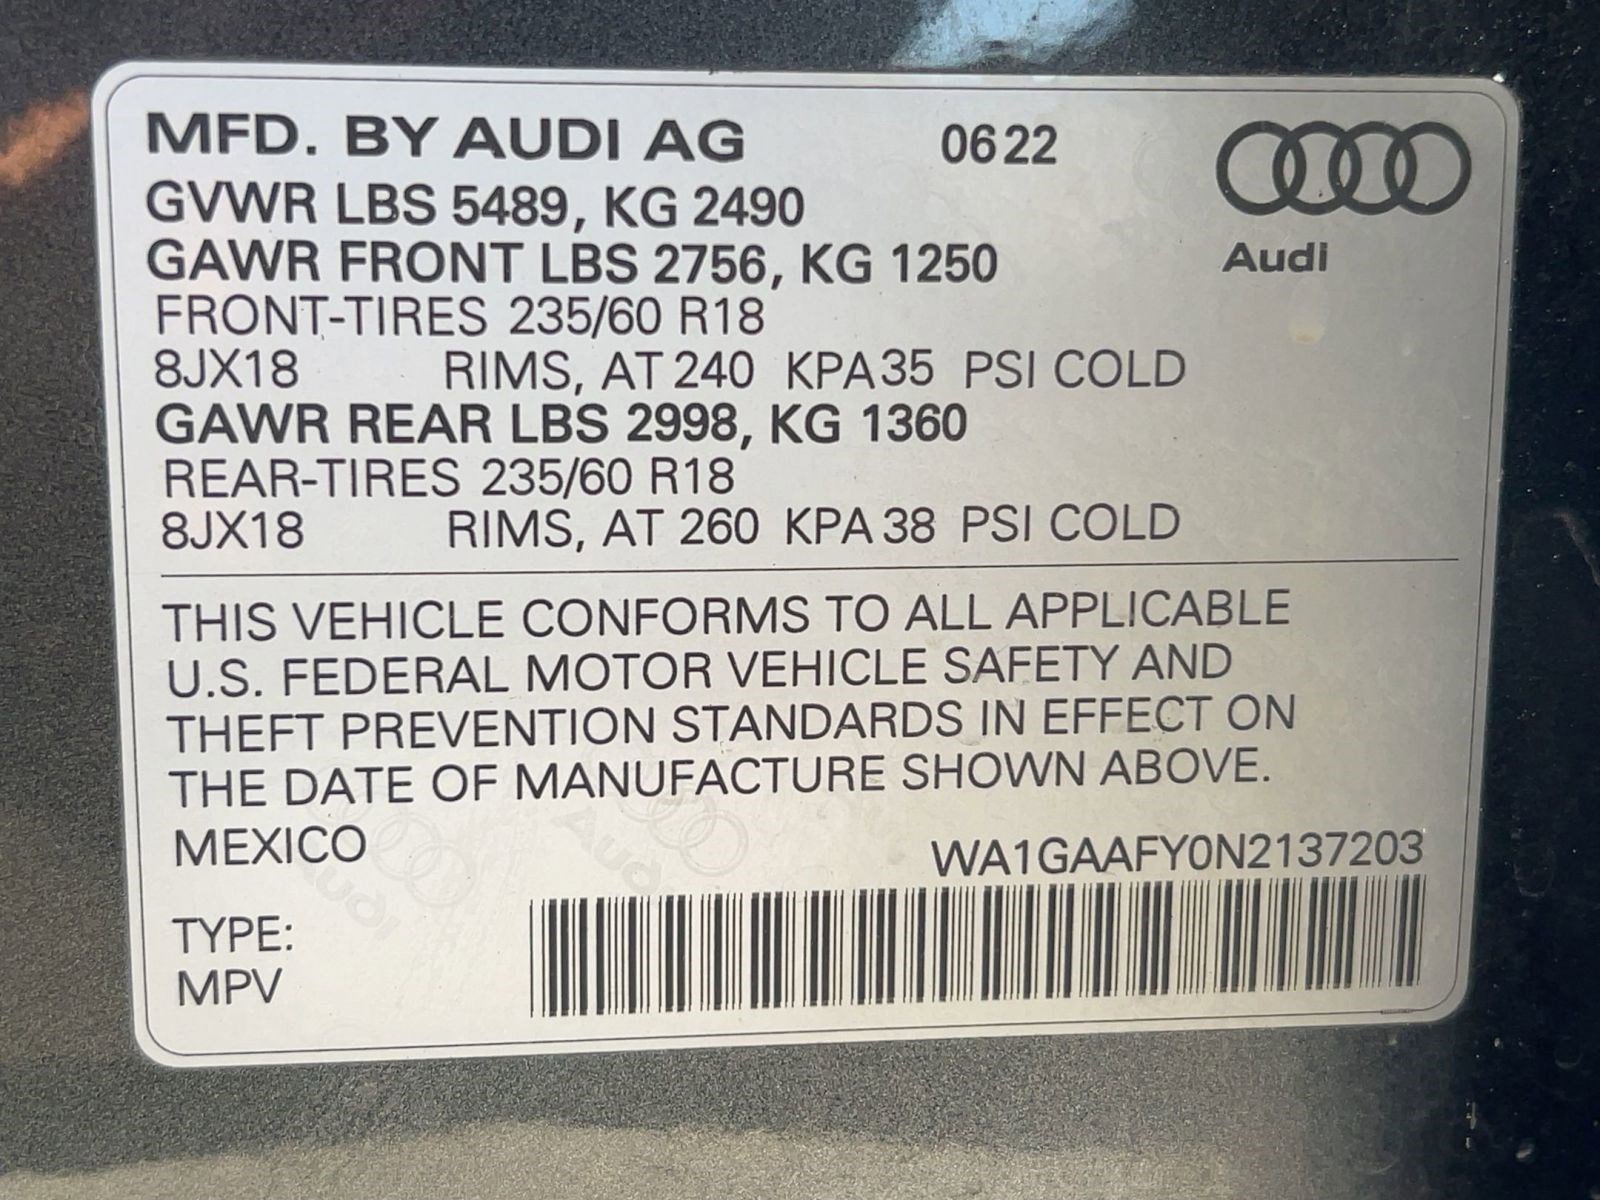 MFD. BY AUDI AG 0622
GVWR LBS 5489, KG 2490
GAWR FRONT LBS 2756, KG 1250
Audi
FRONT-TIRES 235/60 R18
8JX18 RIMS, AT 240 KPA 35 PSI COLD
GAWR REAR LBS 2998, KG 1360
REAR-TIRES 235/60 R18
8JX18 RIMS, AT 260 KPA 38 PSI COLD
THIS VEHICLE CONFORMS TO ALL APPLICABLE
U.S. FEDERAL MOTOR VEHICLE SAFETY AND
THEFT PREVENTION STANDARDS IN EFFECT ON
THE DATE OF MANUFACTURE SHOWN ABOVE.
MEXICO WA1GAAFY0N2137203
Audi
Audi
TYPE:
MPV